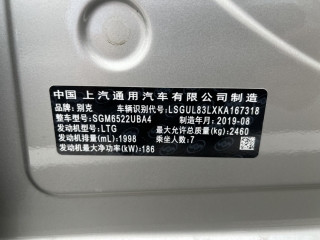 中国 上汽通用汽车有限公司制造
品牌：别克 车辆识别代号：LSGUL83LXKA167318
整车型号：SGM6522UBA4 制造年月：2019-08
发动机型号：LTG 最大允许总质量(kg)：2460
发动机排量(mL)：1998 乘坐人数：7
发动机最大净功率(kW)：186